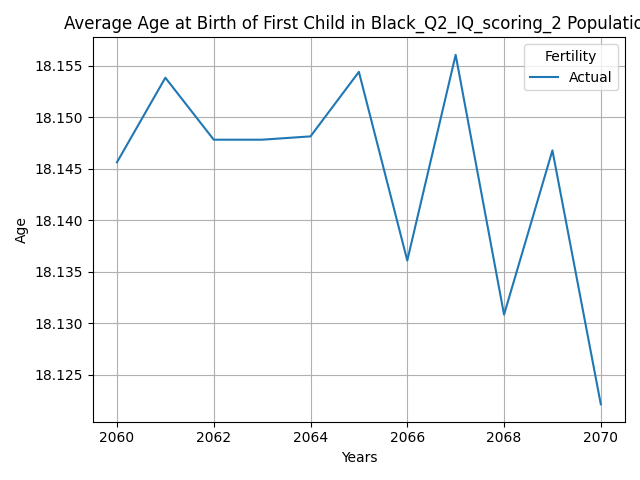 Average Age at Birth of First Child in Black_Q2_IQ_scoring_2 Populatio
Fertility
Actual
18.155
18.150
18.145
18.140
18.135
18.130
18.125
Age
2060 2062 2064 2066 2068 2070
Years